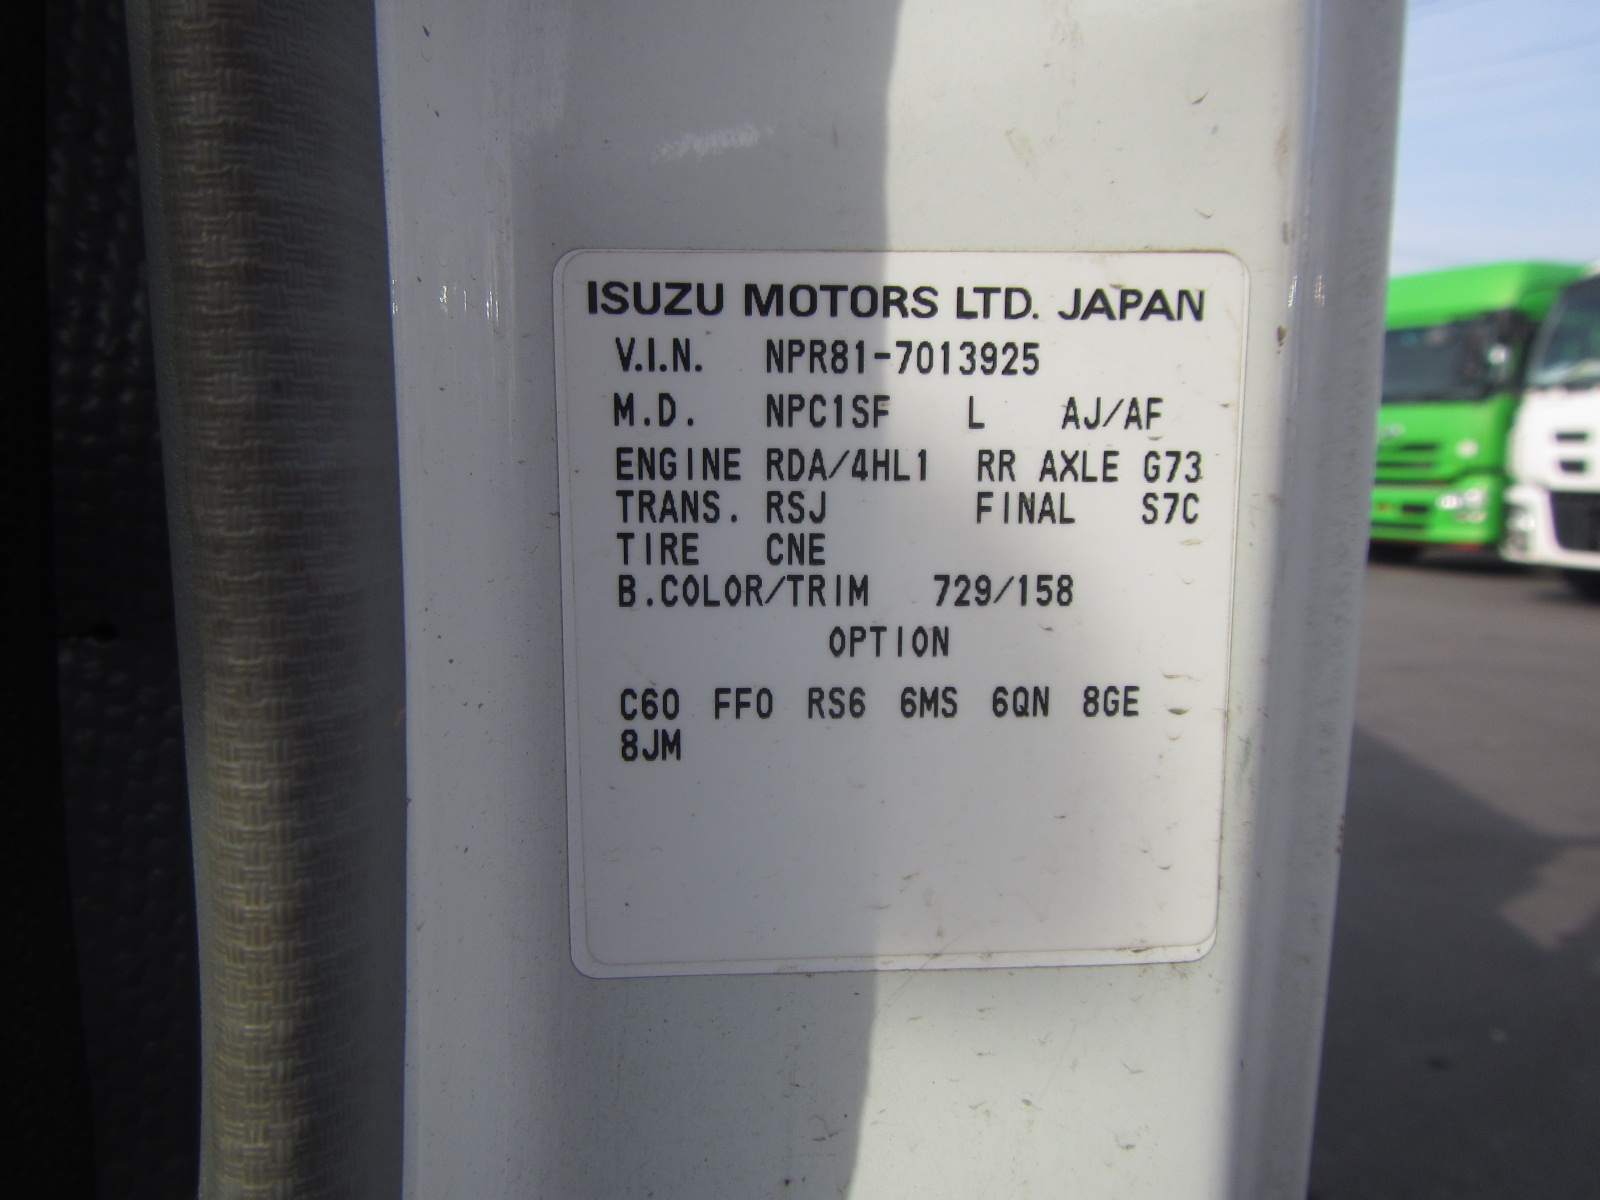 ISUZU MOTORS LTD. JAPAN
V.I.N. NPR81-7013925
M.D. NPC1SF L AJ/AF
ENGINE RDA/4HL1 RR AXLE G73
TRANS. RSJ FINAL S7C
TIRE CNE
B.COLOR/TRIM 729/158
OPTION
C60 FF0 RS6 6MS 6QN 8GE
8JM